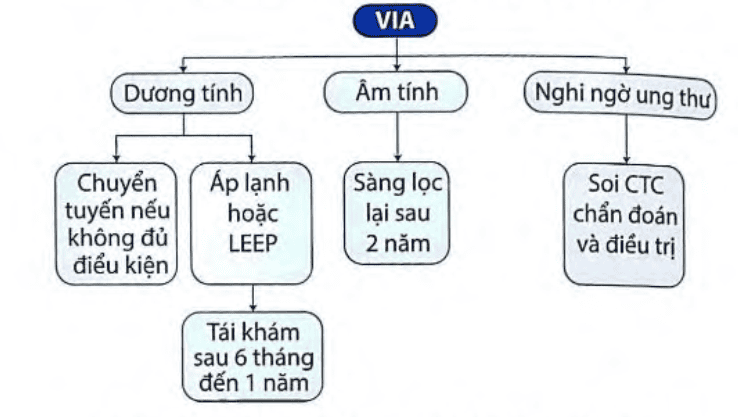 VIA
Dương tính
Âm tính
Nghi ngờ ung thư
Chuyển
tuyến nếu
không đủ
điều kiện
Áp lạnh
hoặc
LEEP
Sàng lọc
lại sau
2 năm
Soi CTC
chẩn đoán
và điều trị
Tái khám
sau 6 tháng
đến 1 năm